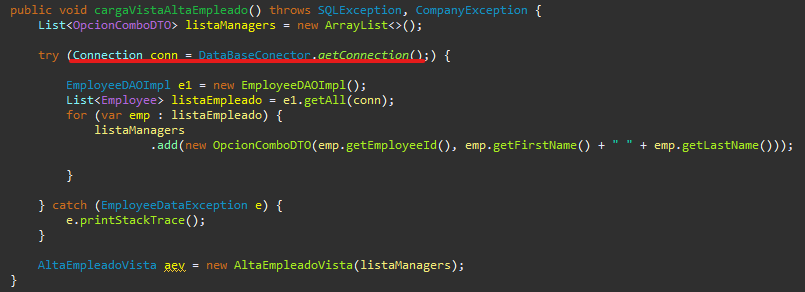 public void cargaVistaAltaEmpleado() throws SQLException, CompanyException {
List<OpcionComboDTO> listaManagers = new ArrayList<>();
try (Connection conn = DataBaseConector.getConnection();) {
EmployeeDAOImpl e1 = new EmployeeDAOImpl();
List<Employee> listaEmpleado = e1.getAll(conn);
for (var emp : listaEmpleado) {
listaManagers
.add(new OpcionComboDTO(emp.getEmployeeId(), emp.getFirstName() + " " + emp.getLastName()));
}
} catch (EmployeeDataException e) {
e.printStackTrace();
}
AltaEmpleadoVista aev = new AltaEmpleadoVista(listaManagers);
}